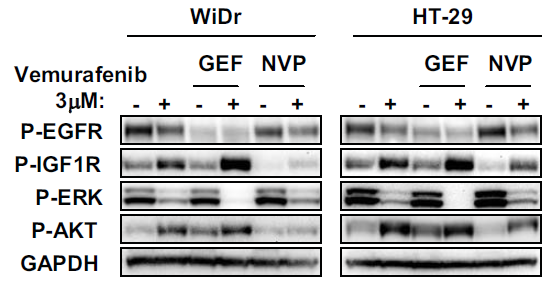 WiDr HT-29
Vemurafenib GEF NVP GEF NVP
3μM: - + - + - + - + - + - +
P-EGFR
P-IGF1R
P-ERK
P-AKT
GAPDH